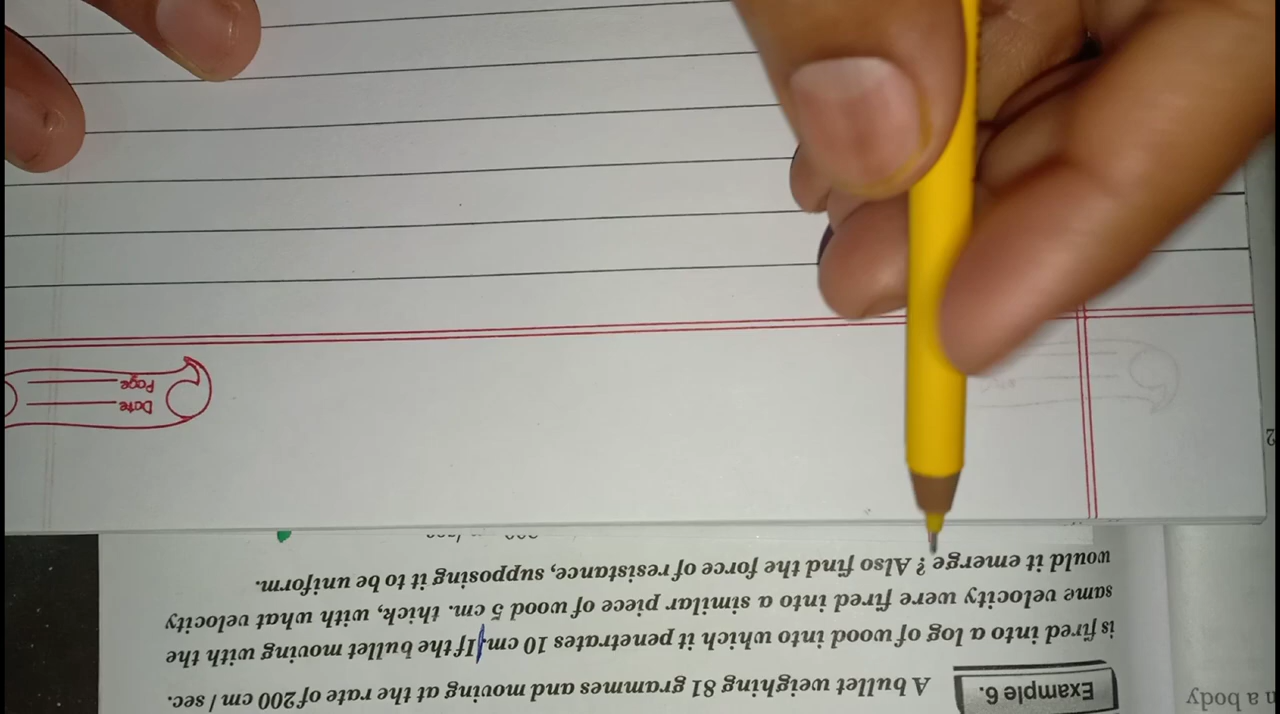 Example 6. A bullet weighing 81 grammes and moving at the rate of 200 cm / sec.
is fired into a log of wood into which it penetrates 10 cm. If the bullet moving with the
same velocity were fired into a similar piece of wood 5 cm. thick, with what velocity
would it emerge ? Also find the force of resistance, supposing it to be uniform.
Date
Page
n a body
2